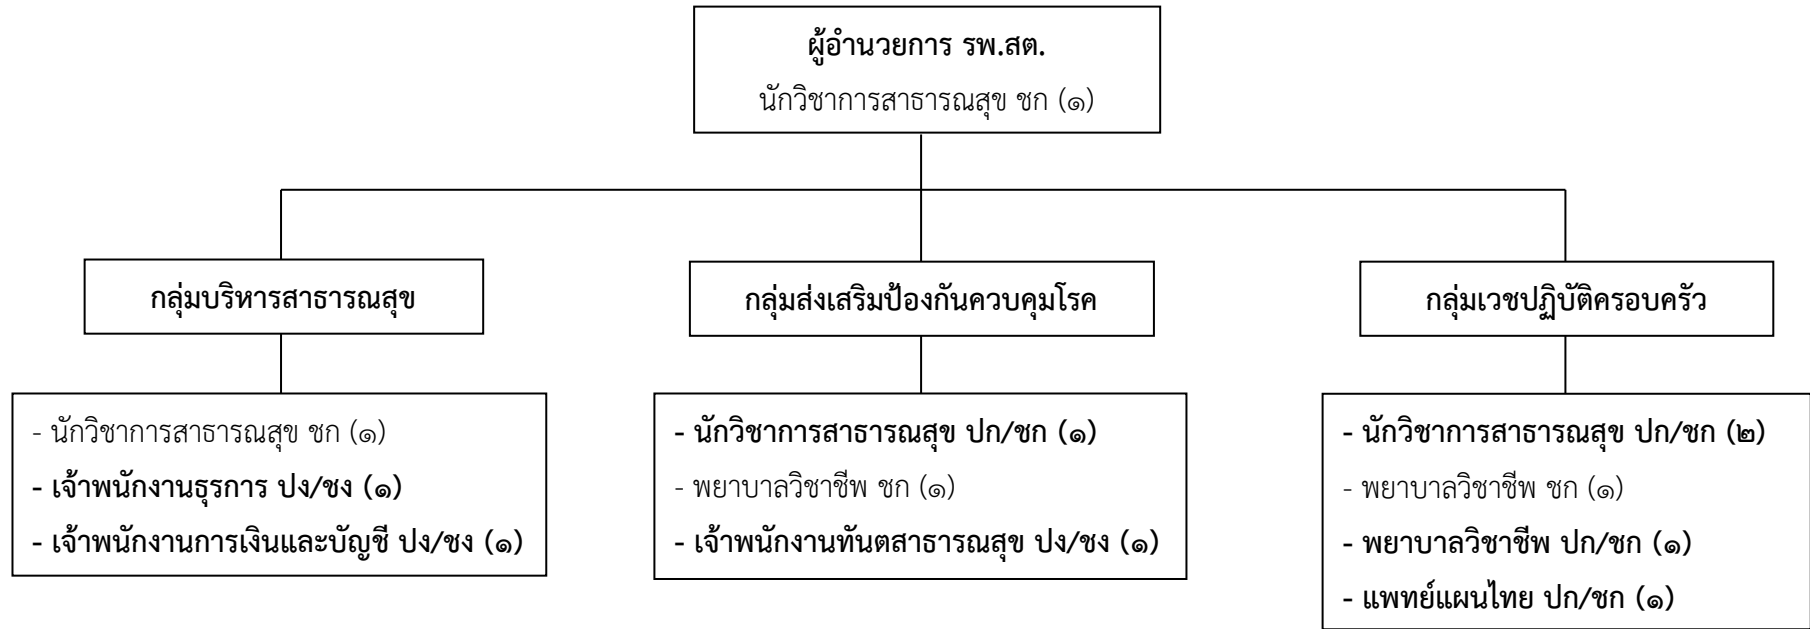 ผู้อำนวยการ รพ.สต.
นักวิชาการสาธารณสุข ชก (๑)
กลุ่มบริหารสาธารณสุข
- นักวิชาการสาธารณสุข ชก (๑)
- เจ้าพนักงานธุรการ ปง/ชง (๑)
- เจ้าพนักงานการเงินและบัญชี ปง/ชง (๑)
กลุ่มส่งเสริมป้องกันควบคุมโรค
- นักวิชาการสาธารณสุข ปก/ชก (๑)
- พยาบาลวิชาชีพ ชก (๑)
- เจ้าพนักงานทันตสาธารณสุข ปง/ชง (๑)
กลุ่มเวชปฏิบัติครอบครัว
- นักวิชาการสาธารณสุข ปก/ชก (๒)
- พยาบาลวิชาชีพ ชก (๑)
- พยาบาลวิชาชีพ ปก/ชก (๑)
- แพทย์แผนไทย ปก/ชก (๑)